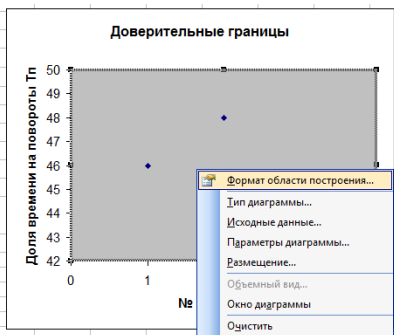 Доверительные границы
Доля времени на повороты Тп
50
49
48
47
46
45
44
43
42
0
1
№
Формат области построения...
Тип диаграммы...
Исходные данные...
Параметры диаграммы...
Размещение...
Объемный вид...
Окно диаграммы
Очистить